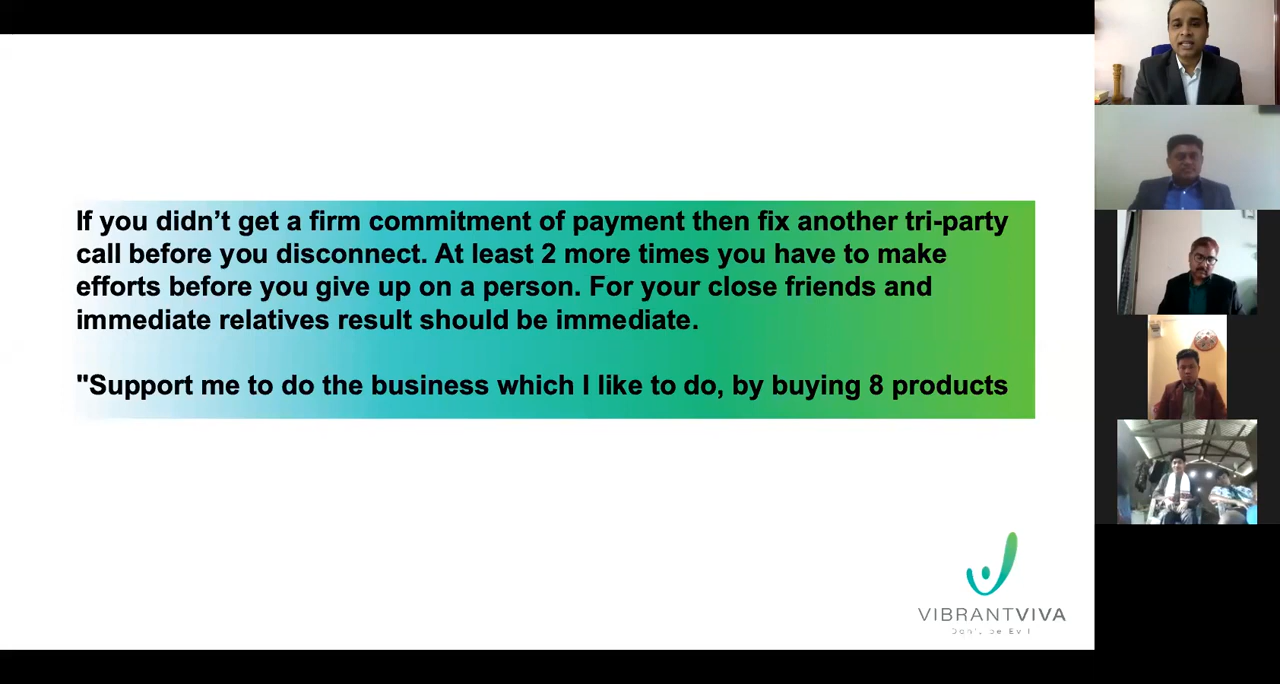 If you didn’t get a firm commitment of payment then fix another tri-party
call before you disconnect. At least 2 more times you have to make
efforts before you give up on a person. For your close friends and
immediate relatives result should be immediate.
"Support me to do the business which I like to do, by buying 8 products
VIBRANTVIVA
Don't be Evil